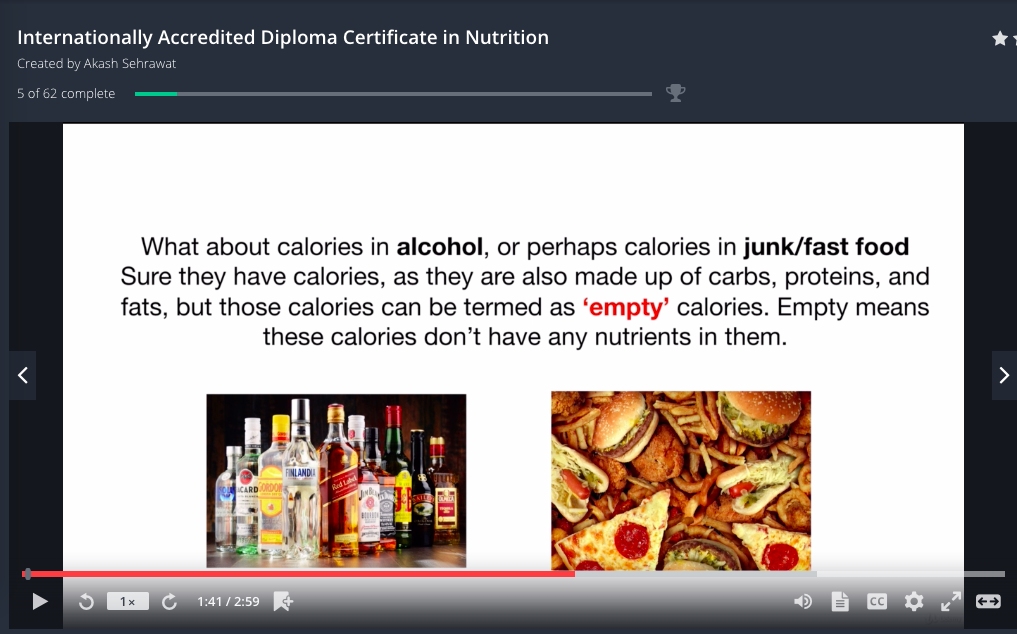 Internationally Accredited Diploma Certificate in Nutrition
Created by Akash Sehrawat
5 of 62 complete
What about calories in alcohol, or perhaps calories in junk/fast food
Sure they have calories, as they are also made up of carbs, proteins, and
fats, but those calories can be termed as ‘empty’ calories. Empty means
these calories don’t have any nutrients in them.
FINLANDIA
Red Label
1×
1:41 / 2:59
CC